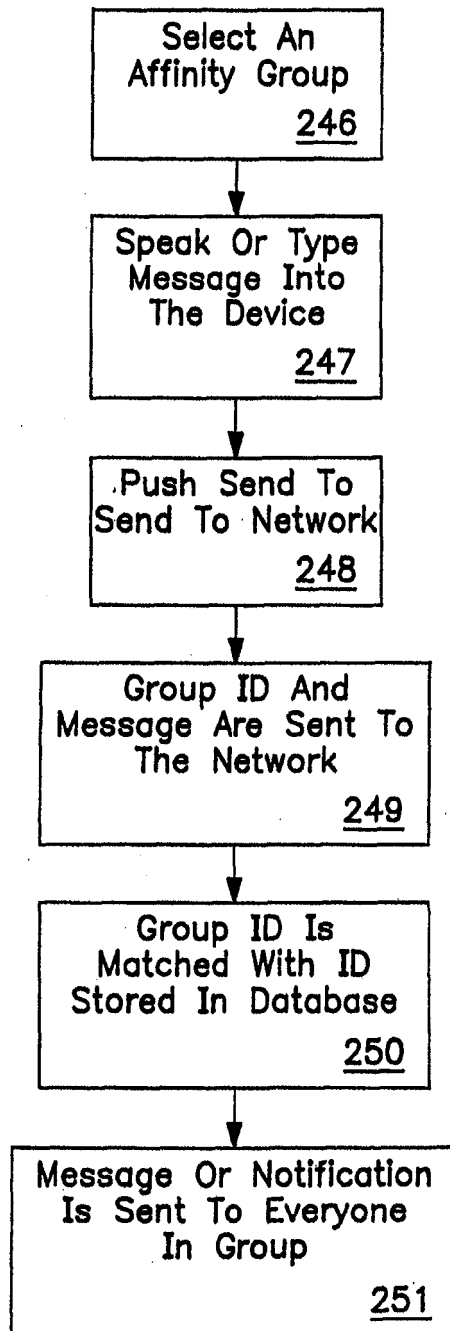 Select An
Affinity Group
246
Speak Or Type
Message Into
The Device
247
Push Send To
Send To Network
248
Group ID And
Message Are Sent To
The Network
249
Group ID Is
Matched With ID
Stored In Database
250
Message Or Notification
Is Sent To Everyone
In Group
251